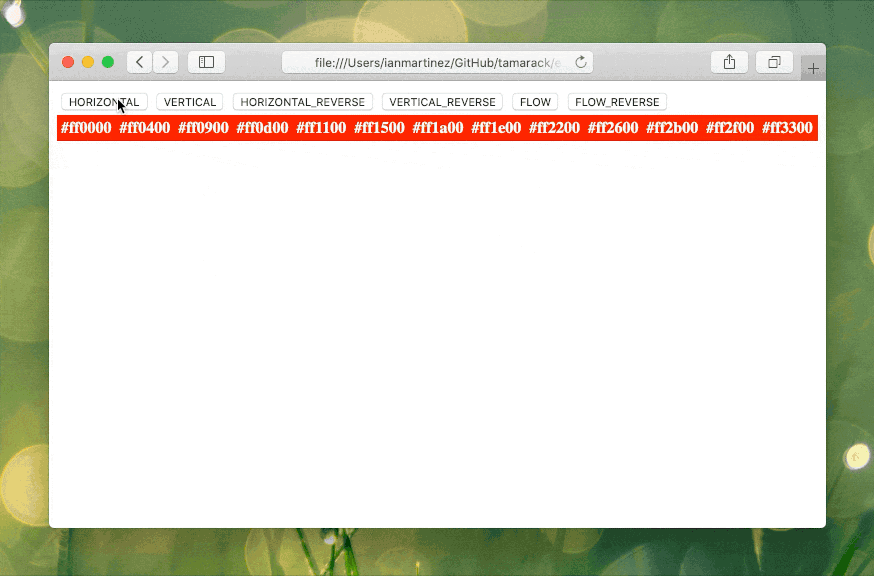 file:///Users/ianmartinez/GitHub/tamarack/e
HORIZONTAL VERTICAL HORIZONTAL_REVERSE VERTICAL_REVERSE FLOW FLOW_REVERSE
#ff0000 #ff0400 #ff0900 #ff0d00 #ff1100 #ff1500 #ff1a00 #ff1e00 #ff2200 #ff2600 #ff2b00 #ff2f00 #ff3300